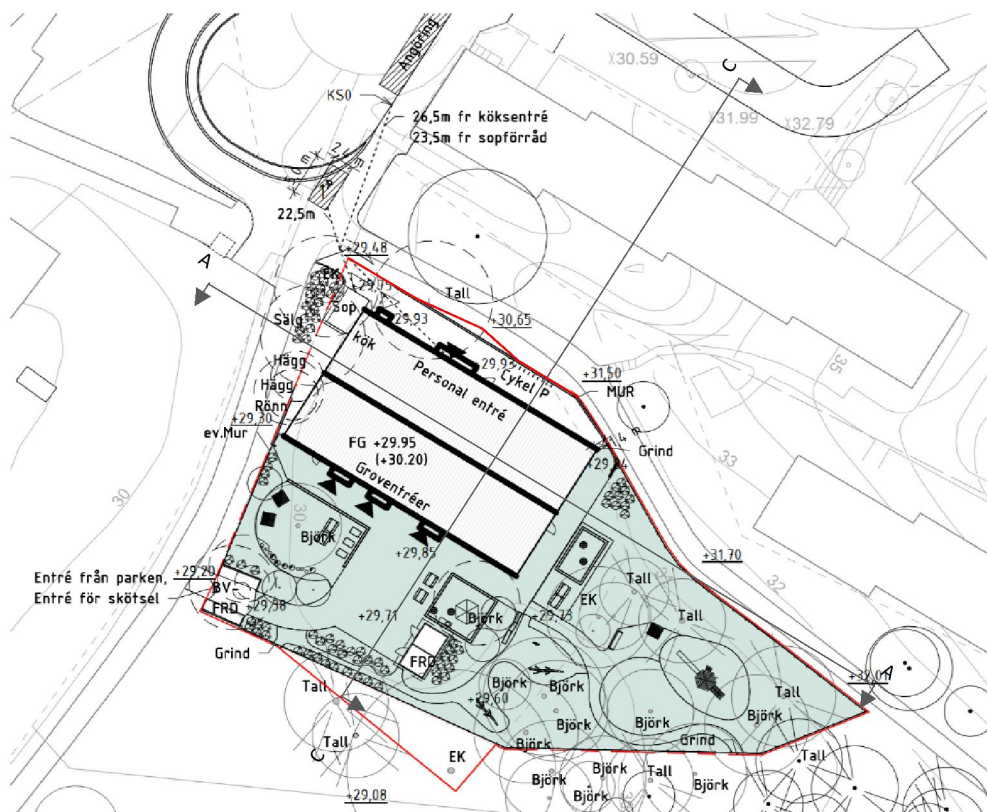 Angöring
X30.59
C
KS0
X31.99
X32.79
26,5m fr köksentré
23,5m fr sopförråd
22,5m
+29,48
A
EK
Tall
Sop
29.93
+30,65
Sälg
kök
29.93
35
Cykel P
Personal entré
Hägg
Hägg
+31,50
MUR
Rönn
+29,30
ev.Mur
FG +29.95
(+30.20)
Grind
Groventréer
33
30
30
Björk
+29,85
+31,70
Tall
32
Entré från parken,
+29,20
Entré för skötsel
BV-
FRD
+29,38
EK
Tall
+29,71
Björk
+29,73
Grind
FRD
+32,01
A
Björk
Björk
Tall
Tall
+29,60
Björk
Björk
Björk
Tall
Björk
Grind
C
EK
Tall
Björk
Björk
Tall
Björk
Björk
+29,08